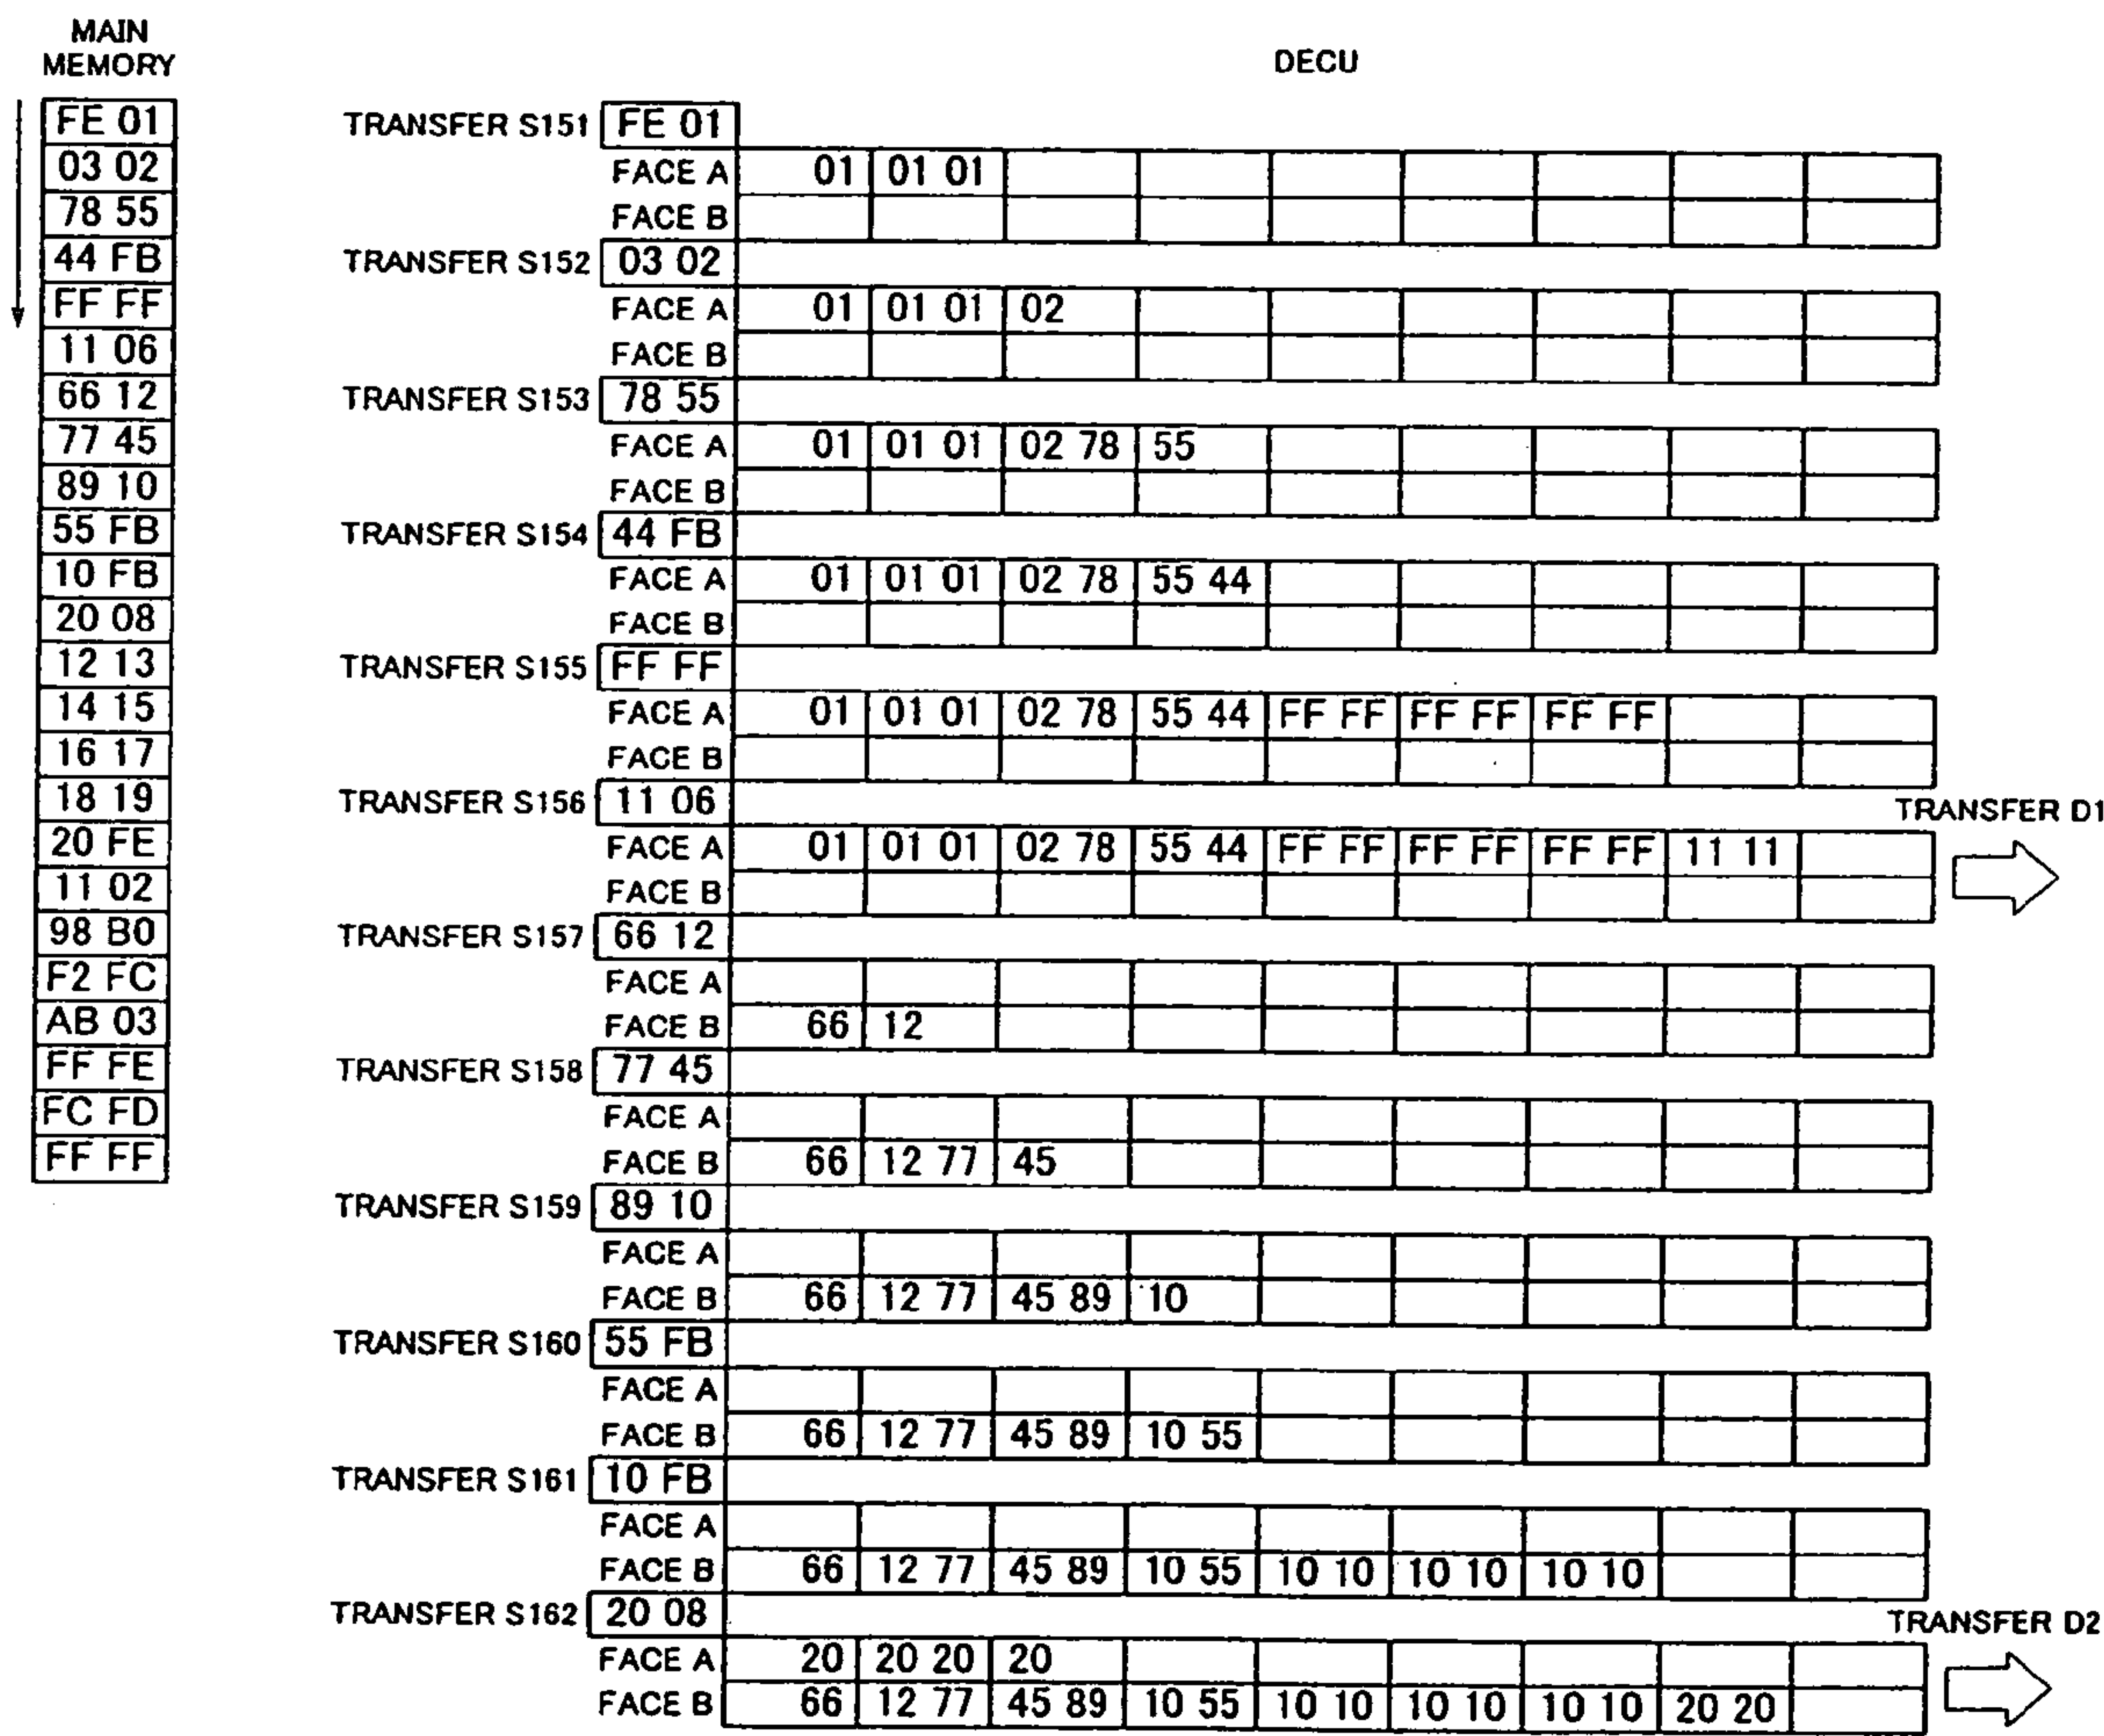 MAIN
MEMORY
FE 01
03 02
78 55
44 FB
FF FF
11 06
66 12
77 45
89 10
55 FB
10 FB
20 08
12 13
14 15
16 17
18 19
20 FE
11 02
98 B0
F2 FC
AB 03
FF FE
FC FD
FF FF
DECU
TRANSFER S151 FE 01
FACE A 01 01 01
FACE B
TRANSFER S152 03 02
FACE A 01 01 01 02
FACE B
TRANSFER S153 78 55
FACE A 01 01 01 02 78 55
FACE B
TRANSFER S154 44 FB
FACE A 01 01 01 02 78 55 44
FACE B
TRANSFER S155 FF FF
FACE A 01 01 01 02 78 55 44 FF FF FF FF FF FF
FACE B
TRANSFER S156 11 06 TRANSFER D1
FACE A 01 01 01 02 78 55 44 FF FF FF FF FF FF 11 11
FACE B
TRANSFER S157 66 12
FACE A
FACE B 66 12
TRANSFER S158 77 45
FACE A
FACE B 66 12 77 45
TRANSFER S159 89 10
FACE A
FACE B 66 12 77 45 89 10
TRANSFER S160 55 FB
FACE A
FACE B 66 12 77 45 89 10 55
TRANSFER S161 10 FB
FACE A
FACE B 66 12 77 45 89 10 55 10 10 10 10 10 10
TRANSFER S162 20 08 TRANSFER D2
FACE A 20 20 20 20
FACE B 66 12 77 45 89 10 55 10 10 10 10 10 10 20 20